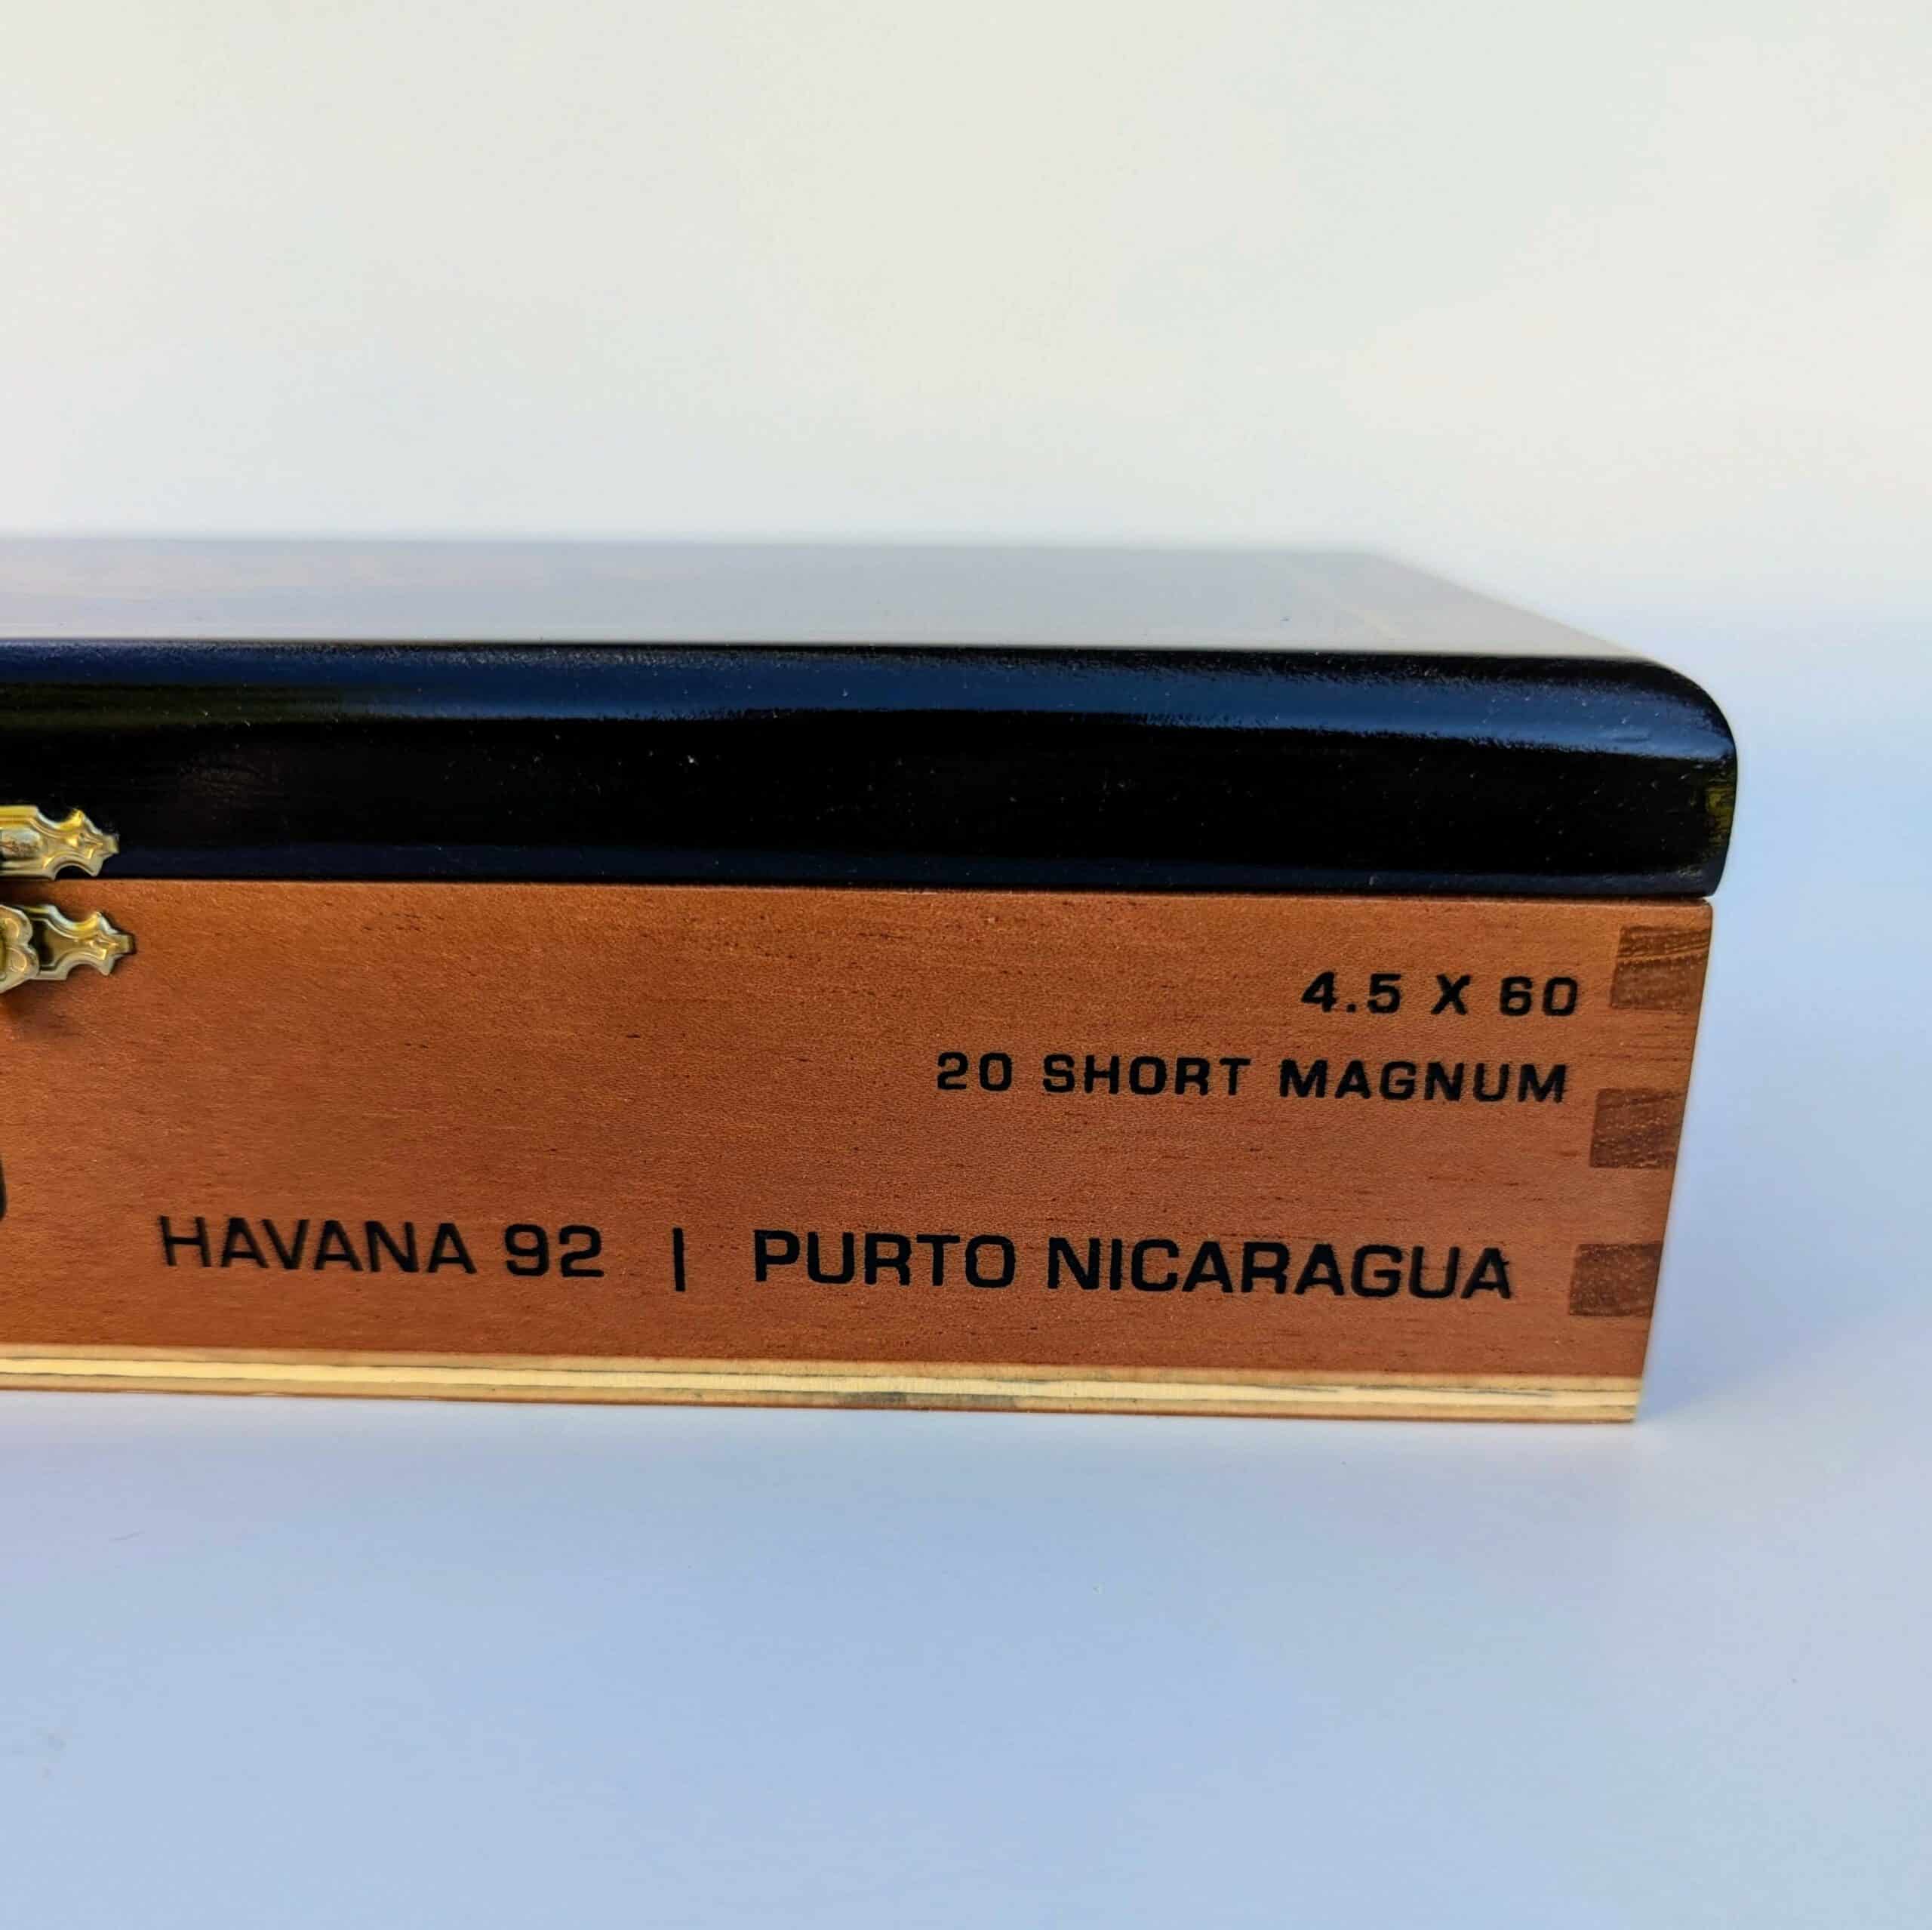 4.5 X 60
20 SHORT MAGNUM
HAVANA 92 | PURTO NICARAGUA